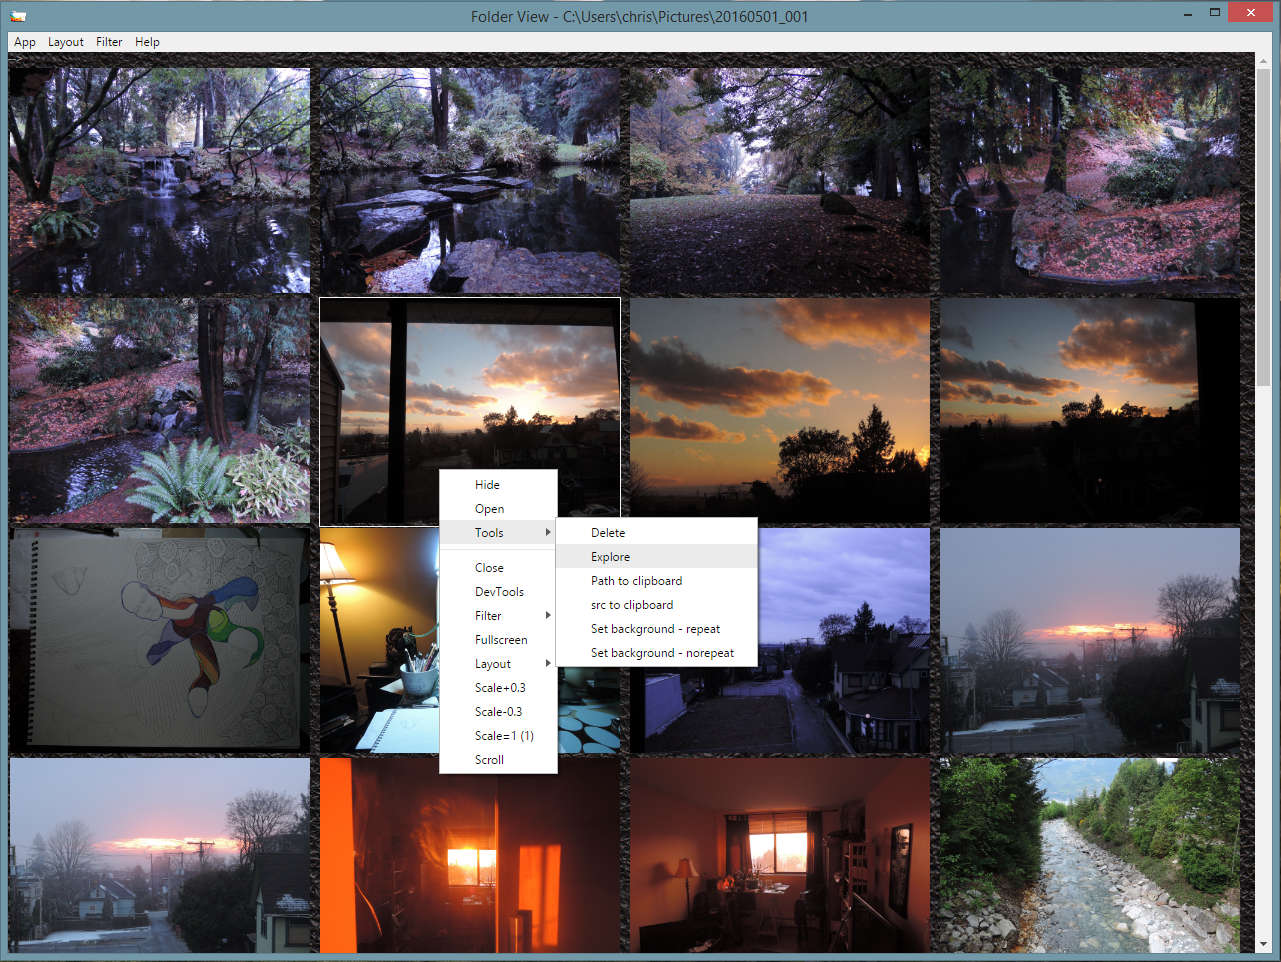 Folder View - C:\Users\chris\Pictures\20160501_001
App Layout Filter Help
-->
Hide
Open
Tools
Close
DevTools
Filter
Fullscreen
Layout
Scale+0.3
Scale-0.3
Scale=1 (1)
Scroll
Delete
Explore
Path to clipboard
src to clipboard
Set background - repeat
Set background - norepeat